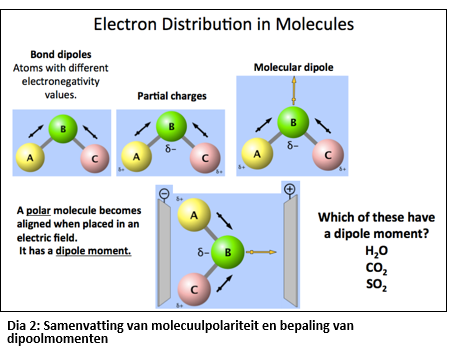 Electron Distribution in Molecules
Bond dipoles
Atoms with different
electronegativity
values.
B
A
C
δ+
δ+
Partial charges
B
δ−
A
C
δ+
δ+
Molecular dipole
B
δ−
A
C
δ+
δ+
A polar molecule becomes
aligned when placed in an
electric field.
It has a dipole moment.
⊖
⊕
δ+
A
δ− B
C
δ+
Which of these have
a dipole moment?
H₂O
CO₂
SO₂
Dia 2: Samenvatting van molecuulpolariteit en bepaling van
dipoolmomenten